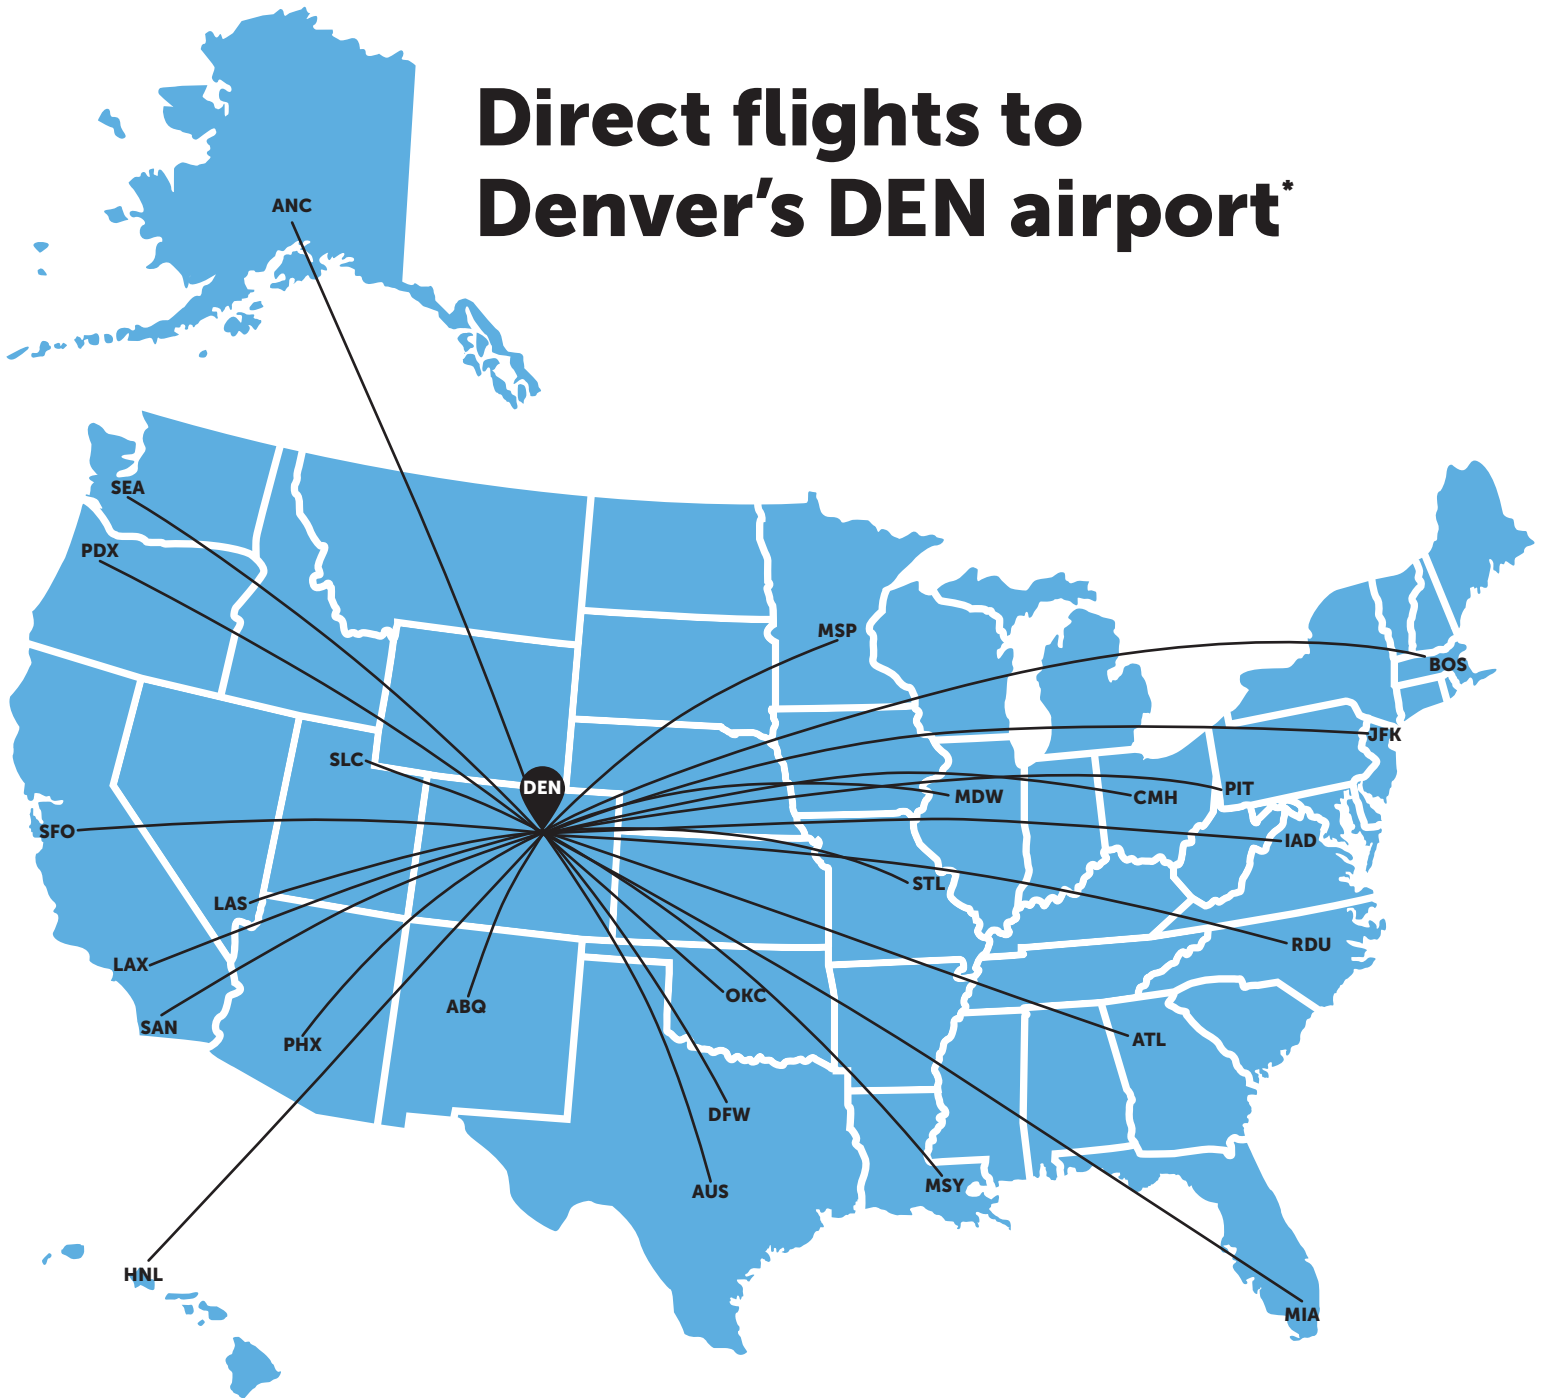 Direct flights to
Denver's DEN airport*
ANC
SEA
PDX
MSP
BOS
JFK
SLC
DEN
MDW
CMH
PIT
SFO
IAD
STL
LAS
RDU
LAX
OKC
ABQ
SAN
PHX
ATL
DFW
MSY
AUS
HNL
MIA